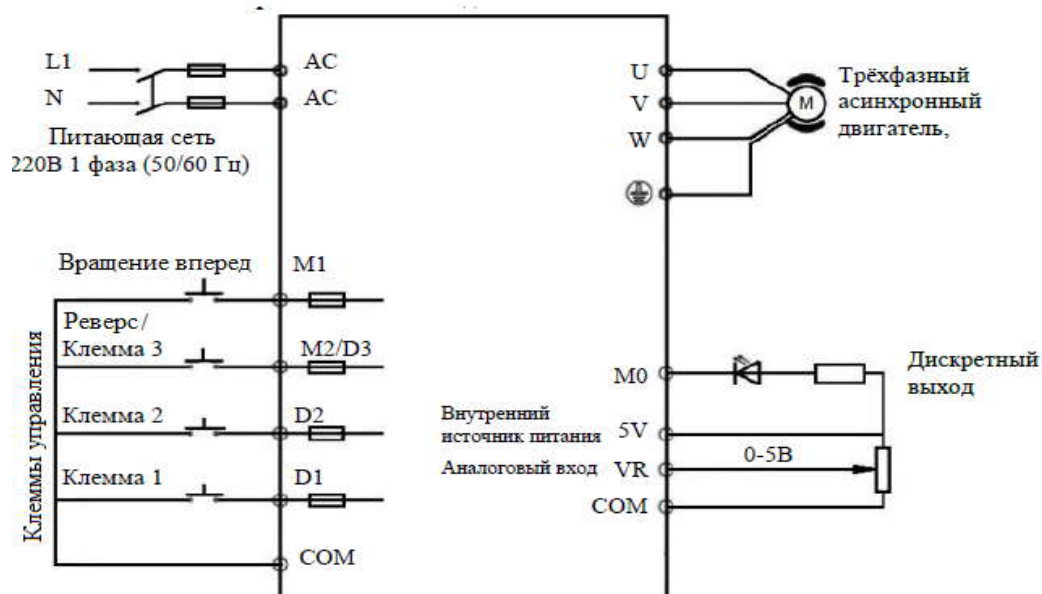 L1
AC
N
AC
Питающая сеть
220В 1 фаза (50/60 Гц)
U
V
W
M
Трёхфазный
асинхронный
двигатель,
Вращение вперед
M1
Реверс/
Клемма 3
M2/D3
Клемма 2
D2
Клемма 1
D1
COM
Клеммы управления
M0
Дискретный
выход
Внутренний
источник питания
5V
Аналоговый вход
VR
0-5В
COM